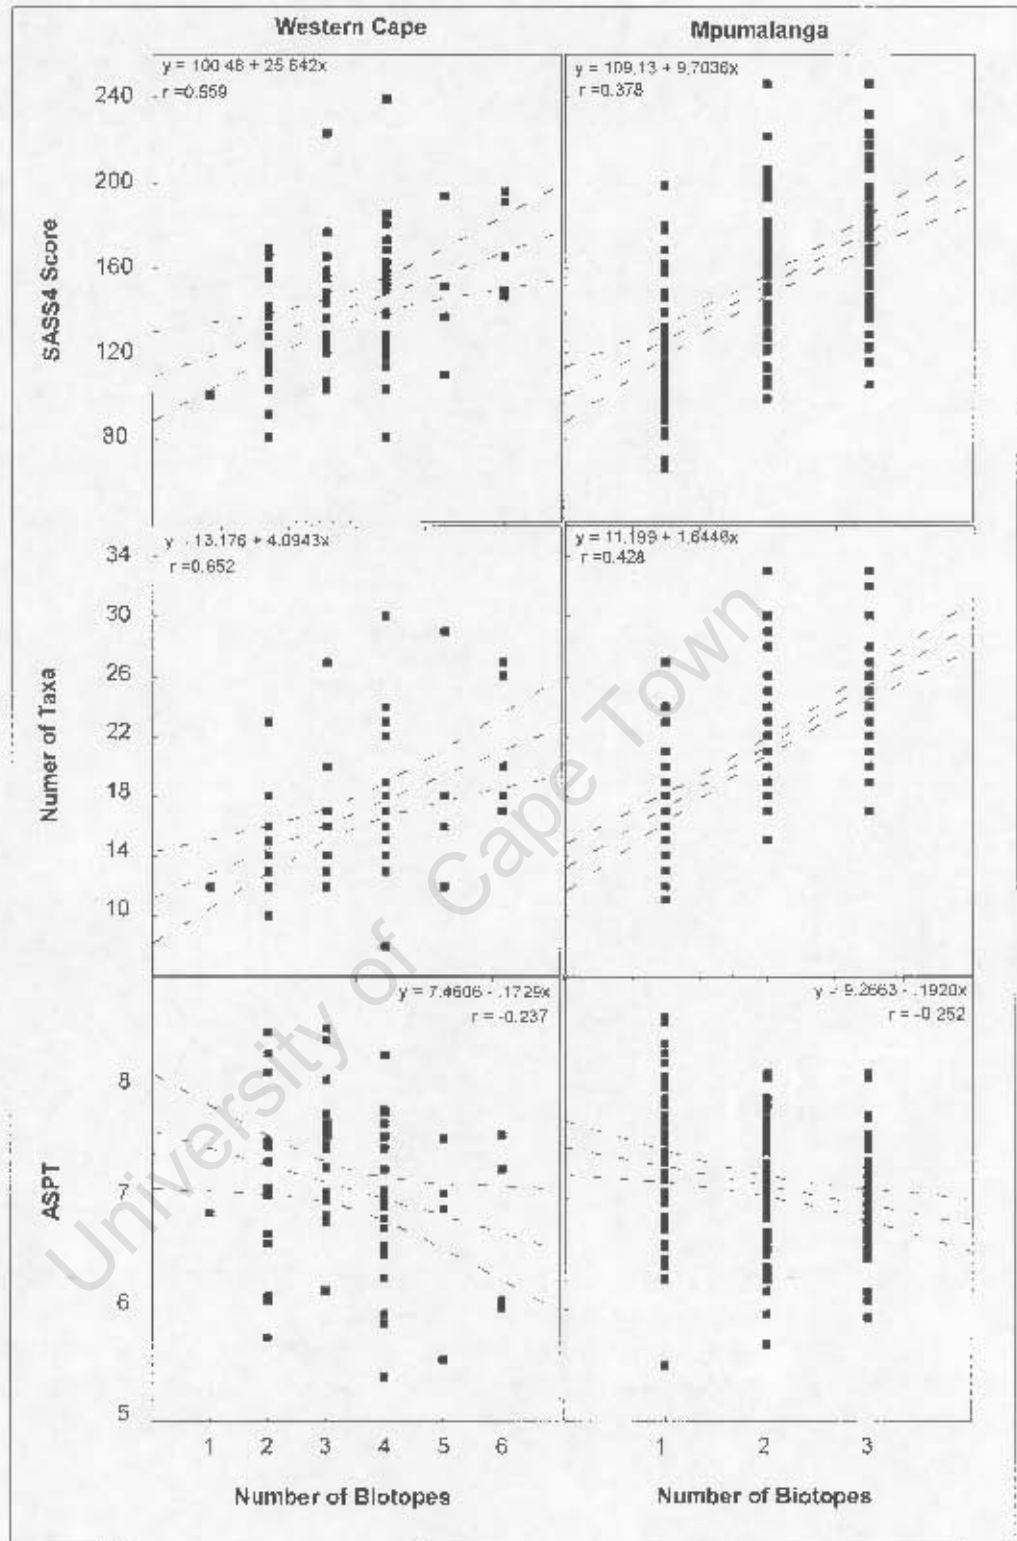 Western Cape
Mpumalanga
y = 100.46 + 25.642x
r =0.559
y = 109.13 + 9.7036x
r =0.378
SASS4 Score
240
200
160
120
80
y - 13.176 + 4.0943x
r =0.652
y = 11.199 + 1.6446x
r =0.428
Numer of Taxa
34
30
26
22
18
14
10
y = 7.4606 - .1729x
r = -0.237
y - 9.2663 - .1920x
r = -0 252
ASPT
8
7
6
5
1 2 3 4 5 6
1 2 3
Number of Biotopes
Number of Biotopes
University of Cape Town